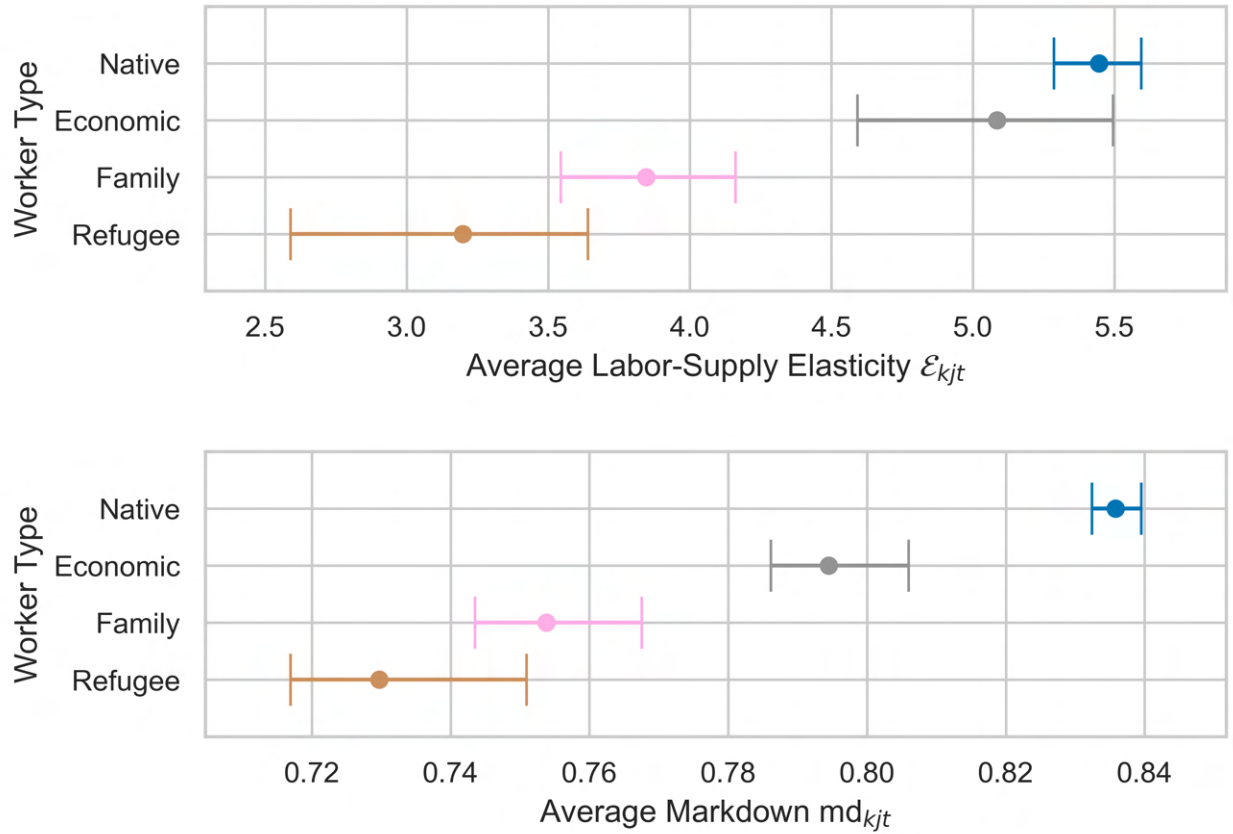 Worker Type
Native
Economic
Family
Refugee
2.5 3.0 3.5 4.0 4.5 5.0 5.5
Average Labor-Supply Elasticity ℰkjt
Worker Type
Native
Economic
Family
Refugee
0.72 0.74 0.76 0.78 0.80 0.82 0.84
Average Markdown mdkjt